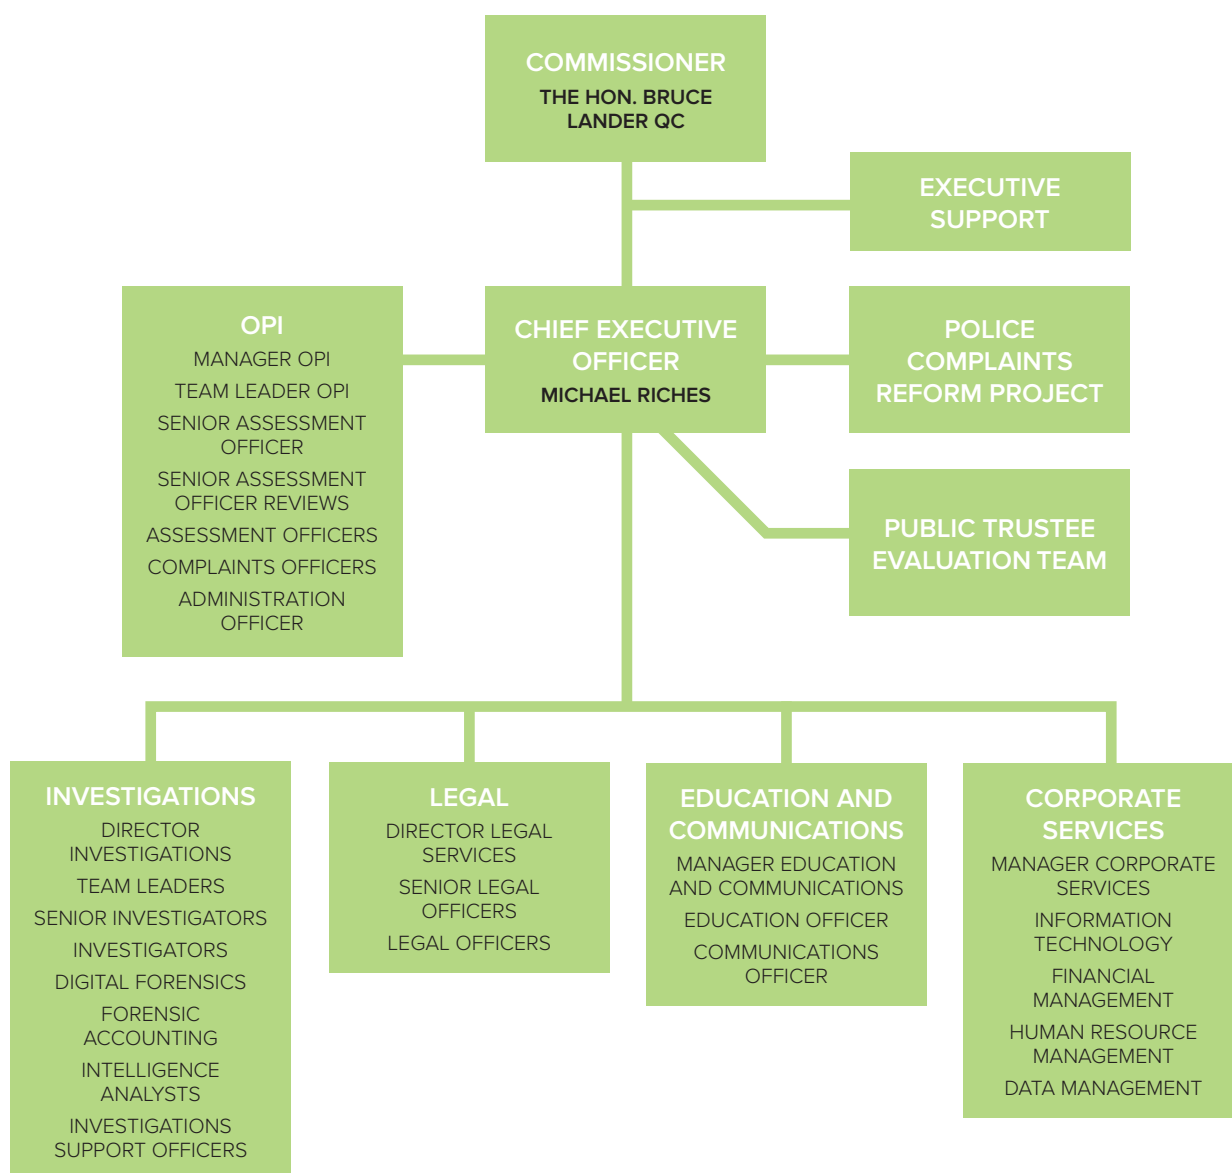 COMMISSIONER
THE HON. BRUCE
LANDER QC
EXECUTIVE
SUPPORT
OPI
MANAGER OPI
TEAM LEADER OPI
SENIOR ASSESSMENT
OFFICER
SENIOR ASSESSMENT
OFFICER REVIEWS
ASSESSMENT OFFICERS
COMPLAINTS OFFICERS
ADMINISTRATION
OFFICER
CHIEF EXECUTIVE
OFFICER
MICHAEL RICHES
POLICE
COMPLAINTS
REFORM PROJECT
PUBLIC TRUSTEE
EVALUATION TEAM
INVESTIGATIONS
DIRECTOR
INVESTIGATIONS
TEAM LEADERS
SENIOR INVESTIGATORS
INVESTIGATORS
DIGITAL FORENSICS
FORENSIC
ACCOUNTING
INTELLIGENCE
ANALYSTS
INVESTIGATIONS
SUPPORT OFFICERS
LEGAL
DIRECTOR LEGAL
SERVICES
SENIOR LEGAL
OFFICERS
LEGAL OFFICERS
EDUCATION AND
COMMUNICATIONS
MANAGER EDUCATION
AND COMMUNICATIONS
EDUCATION OFFICER
COMMUNICATIONS
OFFICER
CORPORATE
SERVICES
MANAGER CORPORATE
SERVICES
INFORMATION
TECHNOLOGY
FINANCIAL
MANAGEMENT
HUMAN RESOURCE
MANAGEMENT
DATA MANAGEMENT